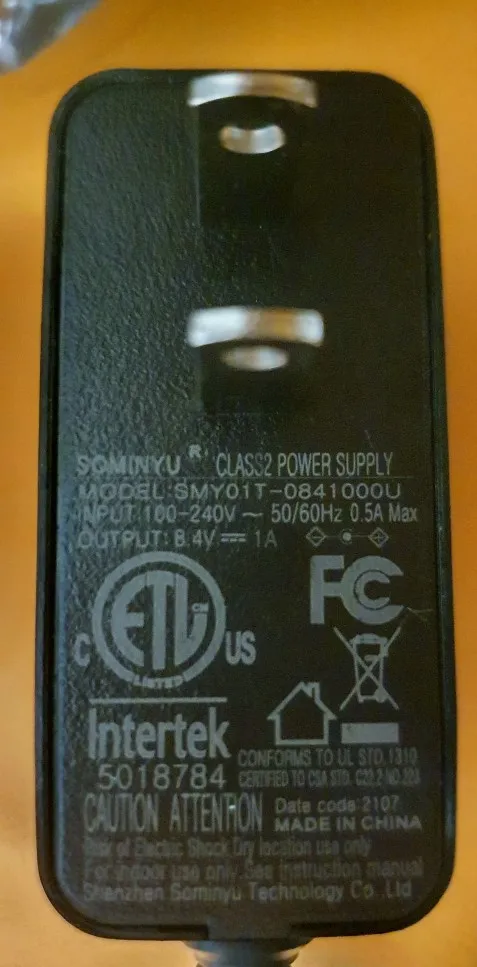 SOMINYU R CLASS2 POWER SUPPLY
MODEL:SMY01T-0841000U
INPUT:100-240V ~ 50/60Hz 0.5A Max
OUTPUT: 8.4V⎓1A
FC
C ETL CM US
LISTED
Intertek
5018784
CONFORMS TO UL STD.1310
CERTIFIED TO CSA STD. C22.2 NO.223
CAUTION ATTENTION
Date code:2107
MADE IN CHINA
Risk of Electric Shock Dry location use only
For indoor use only.See instruction manual
Shenzhen Sominyu Technology Co.,Ltd